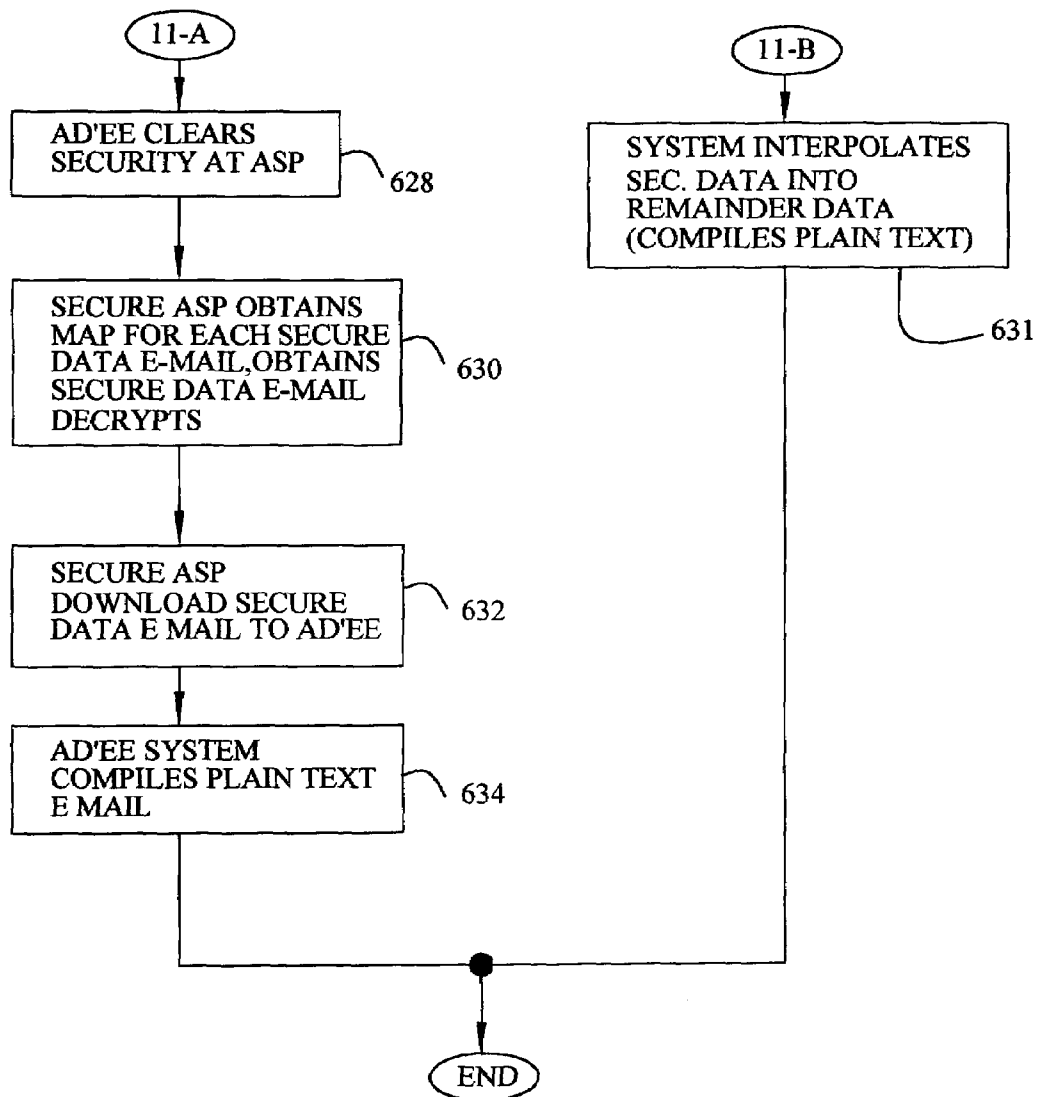 11-A
AD'EE CLEARS
SECURITY AT ASP
628
SECURE ASP OBTAINS
MAP FOR EACH SECURE
DATA E-MAIL,OBTAINS
SECURE DATA E-MAIL
DECRYPTS
630
SECURE ASP
DOWNLOAD SECURE
DATA E MAIL TO AD'EE
632
AD'EE SYSTEM
COMPILES PLAIN TEXT
E MAIL
634
11-B
SYSTEM INTERPOLATES
SEC. DATA INTO
REMAINDER DATA
(COMPILES PLAIN TEXT)
631
END